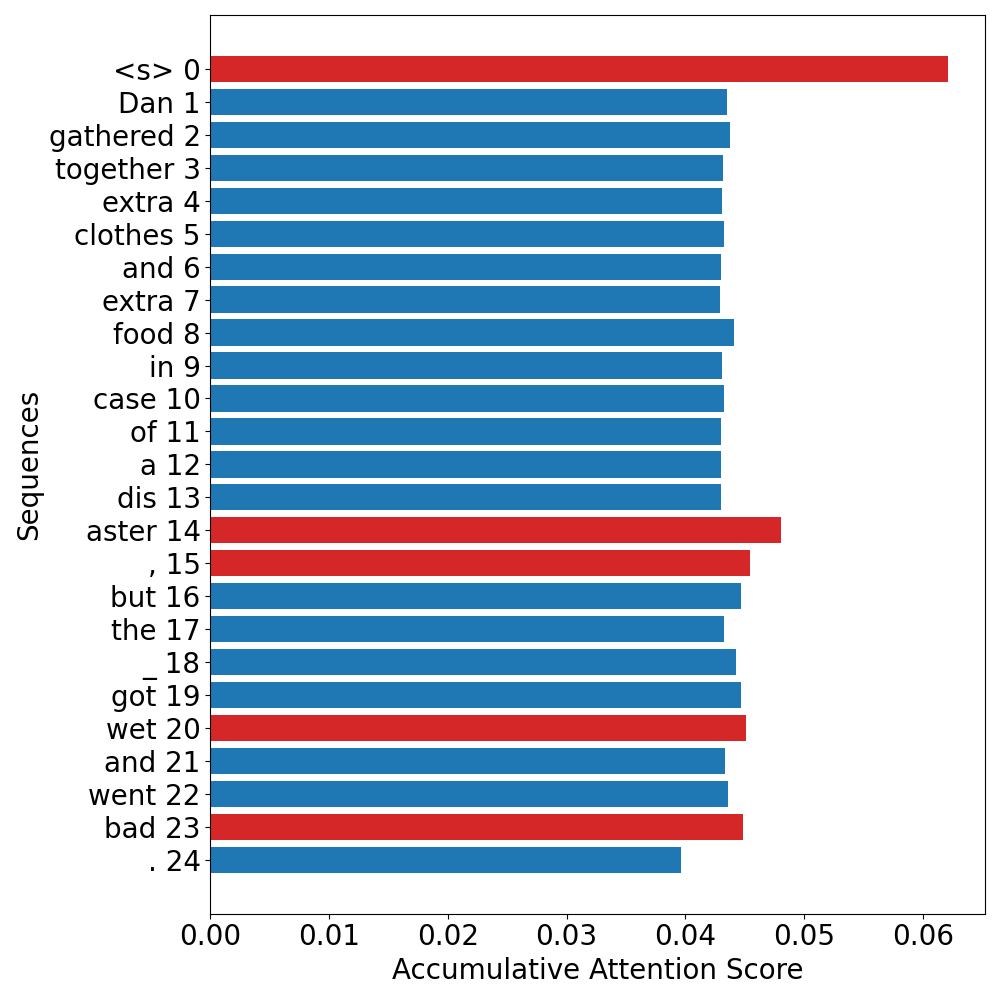 <s> 0
Dan 1
gathered 2
together 3
extra 4
clothes 5
and 6
extra 7
food 8
in 9
case 10
of 11
a 12
dis 13
aster 14
, 15
but 16
the 17
_ 18
got 19
wet 20
and 21
went 22
bad 23
. 24
Sequences
0.00 0.01 0.02 0.03 0.04 0.05 0.06
Accumulative Attention Score